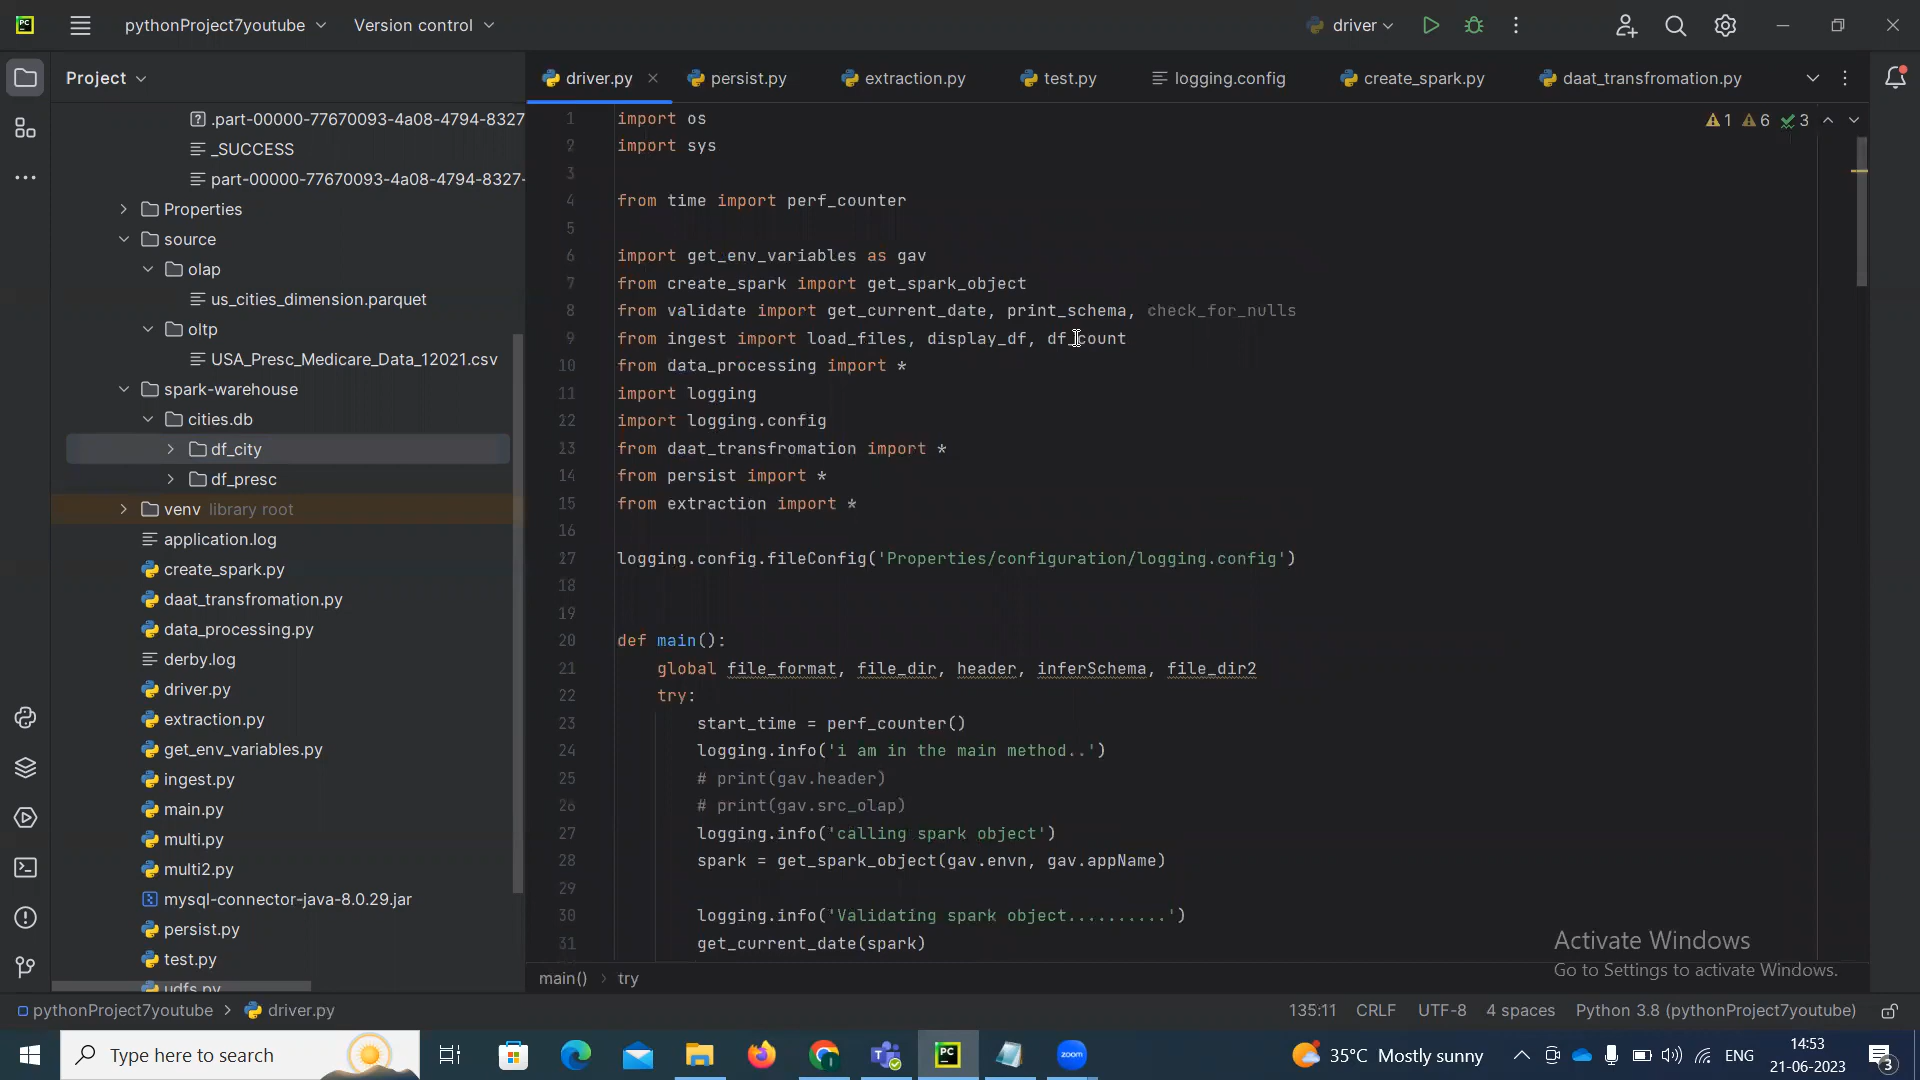 PC
pythonProject7youtube
Version control
driver
Project
driver.py
persist.py
extraction.py
test.py
logging.config
create_spark.py
daat_transfromation.py
.part-00000-77670093-4a08-4794-8327
_SUCCESS
part-00000-77670093-4a08-4794-8327-
Properties
source
olap
us_cities_dimension.parquet
oltp
USA_Presc_Medicare_Data_12021.csv
spark-warehouse
cities.db
df_city
df_presc
venv library root
application.log
create_spark.py
daat_transfromation.py
data_processing.py
derby.log
driver.py
extraction.py
get_env_variables.py
ingest.py
main.py
multi.py
multi2.py
mysql-connector-java-8.0.29.jar
persist.py
test.py
udfs.py
1 6 3
1 import os
2 import sys
3
4 from time import perf_counter
5
6 import get_env_variables as gav
7 from create_spark import get_spark_object
8 from validate import get_current_date, print_schema, check_for_nulls
9 from ingest import load_files, display_df, df_count
10 from data_processing import *
11 import logging
12 import logging.config
13 from daat_transfromation import *
14 from persist import *
15 from extraction import *
16
17 logging.config.fileConfig('Properties/configuration/logging.config')
18
19
20 def main():
21 global file_format, file_dir, header, inferSchema, file_dir2
22 try:
23 start_time = perf_counter()
24 logging.info('i am in the main method..')
25 # print(gav.header)
26 # print(gav.src_olap)
27 logging.info('calling spark object')
28 spark = get_spark_object(gav.envn, gav.appName)
29
30 logging.info('Validating spark object..........')
31 get_current_date(spark)
Activate Windows
Go to Settings to activate Windows.
main() › try
pythonProject7youtube › driver.py
135:11 CRLF UTF-8 4 spaces Python 3.8 (pythonProject7youtube)
Type here to search
PC
zoom
35°C Mostly sunny
ENG
14:53
21-06-2023
3